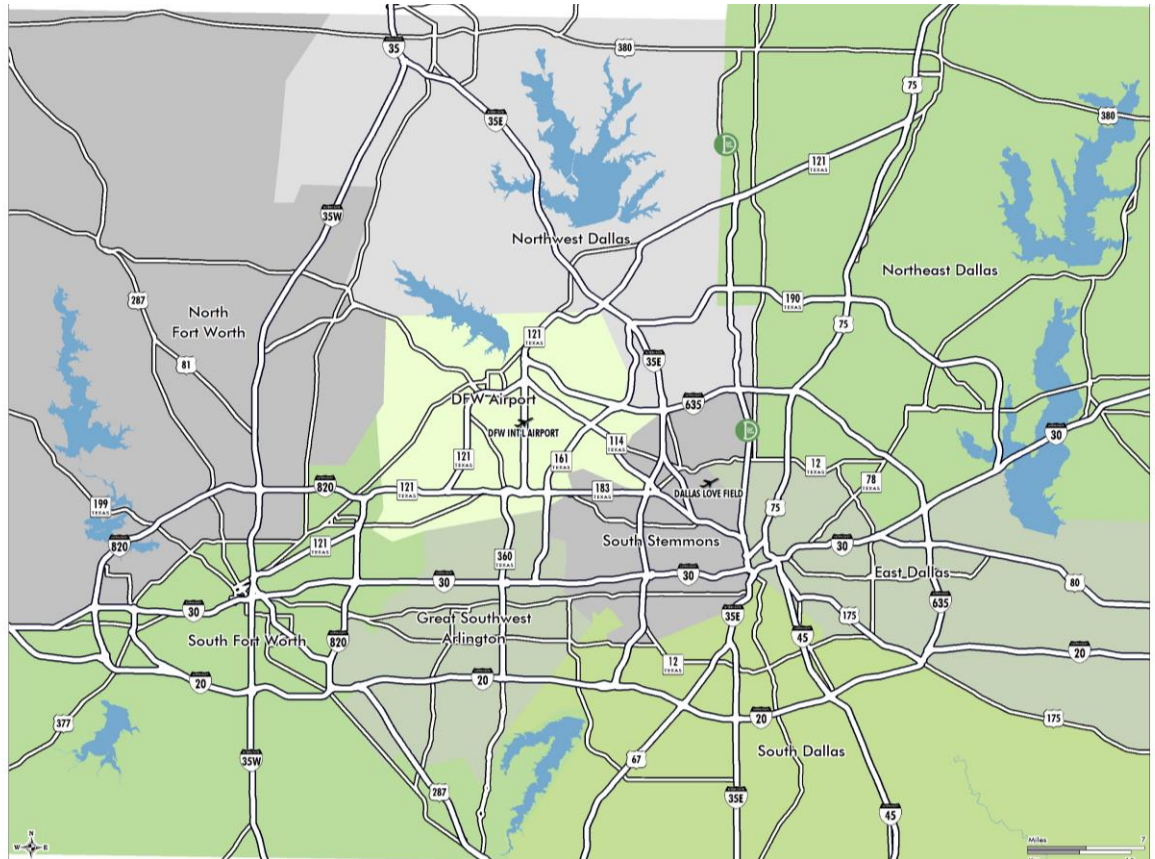 35
380
75
380
35E
121
TEXAS
35W
Northwest Dallas
Northeast Dallas
287
North
Fort Worth
190
TEXAS
75
121
TEXAS
35E
81
DFW Airport
635
DFW INT'L AIRPORT
30
114
TEXAS
161
TEXAS
121
TEXAS
12
TEXAS
78
TEXAS
820
121
TEXAS
183
TEXAS
DALLAS LOVE FIELD
199
TEXAS
75
820
121
TEXAS
South Stemmons
30
360
TEXAS
30
30
East Dallas
80
30
635
Great Southwest
Arlington
35E
175
South Fort Worth
820
45
20
12
TEXAS
20
20
377
20
175
35W
South Dallas
67
287
35E
45
N
W
E
S
Miles
7